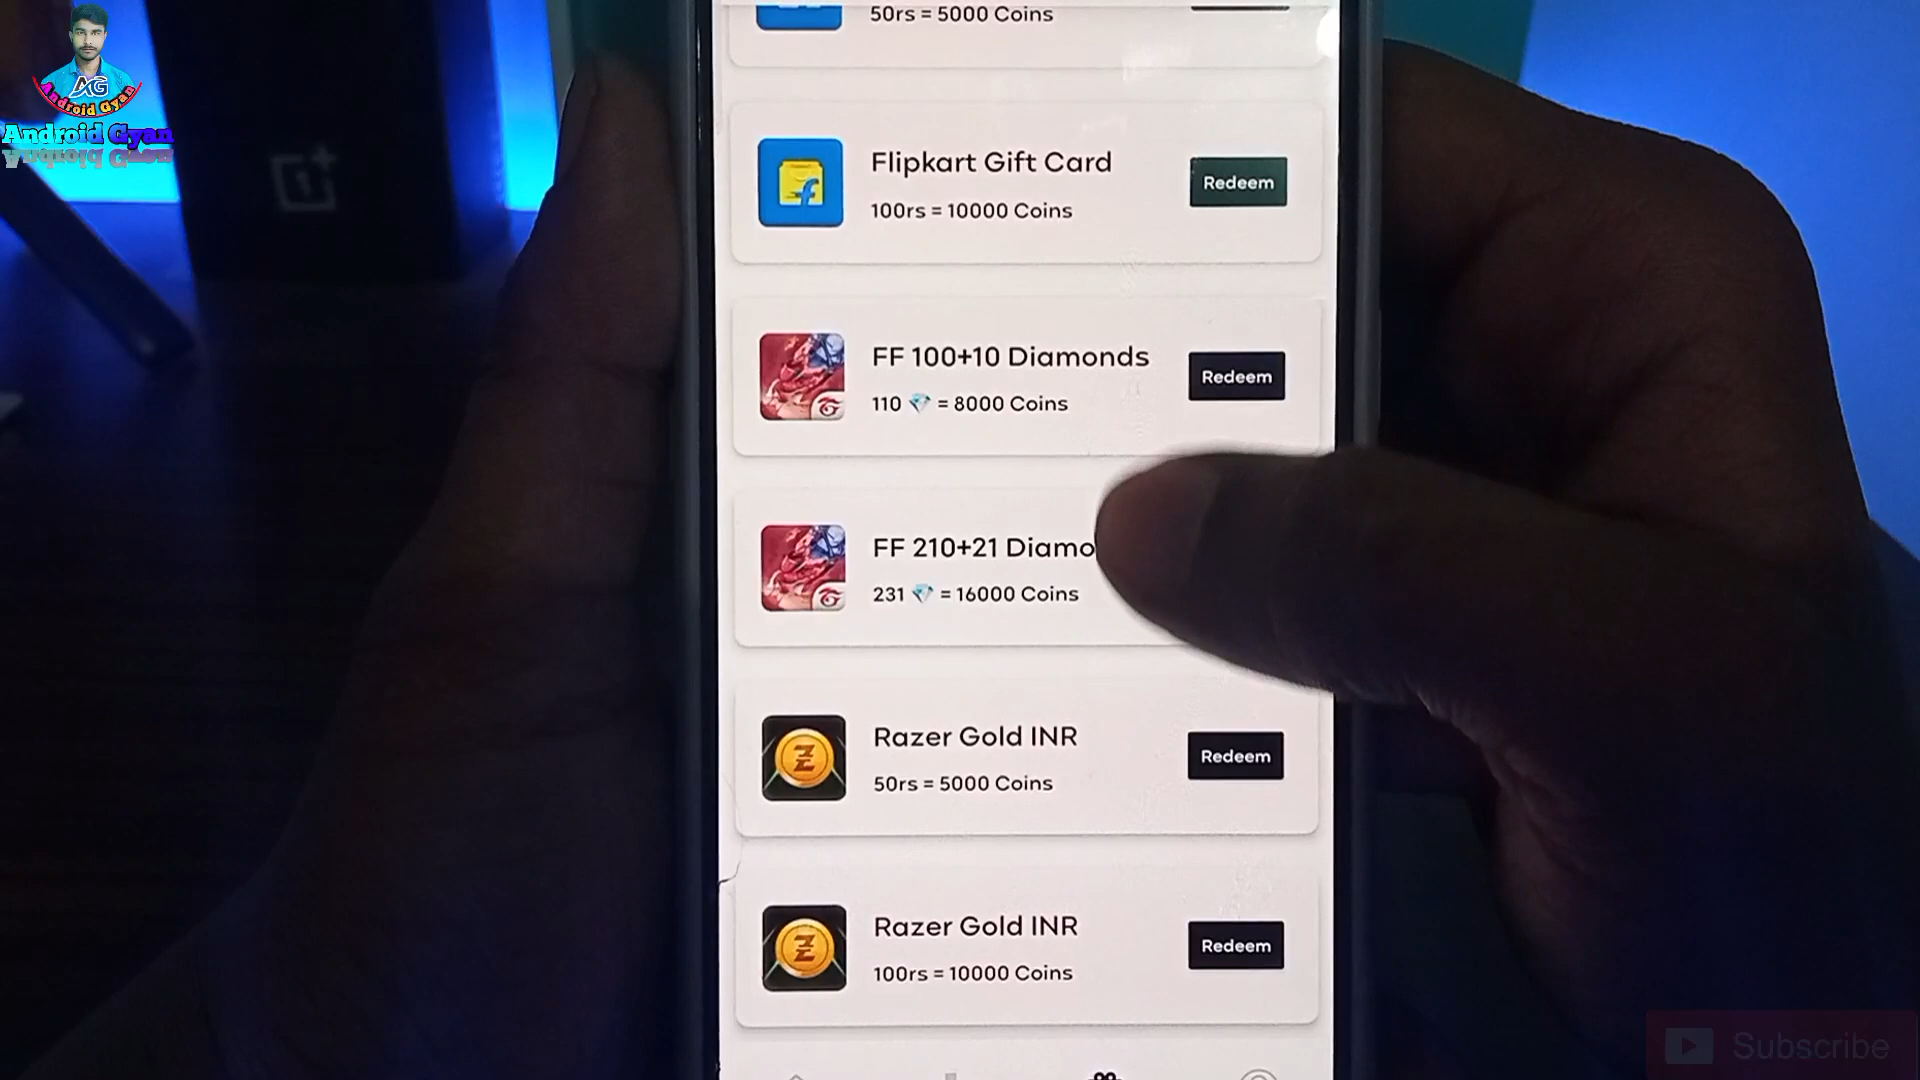 AG
Android Gyan
Android Gyan
50rs = 5000 Coins
Flipkart Gift Card
Redeem
100rs = 10000 Coins
FF 100+10 Diamonds
Redeem
110 💎 = 8000 Coins
FF 210+21 Diamo
231 💎 = 16000 Coins
Razer Gold INR
Redeem
50rs = 5000 Coins
Razer Gold INR
Redeem
100rs = 10000 Coins
Subscribe